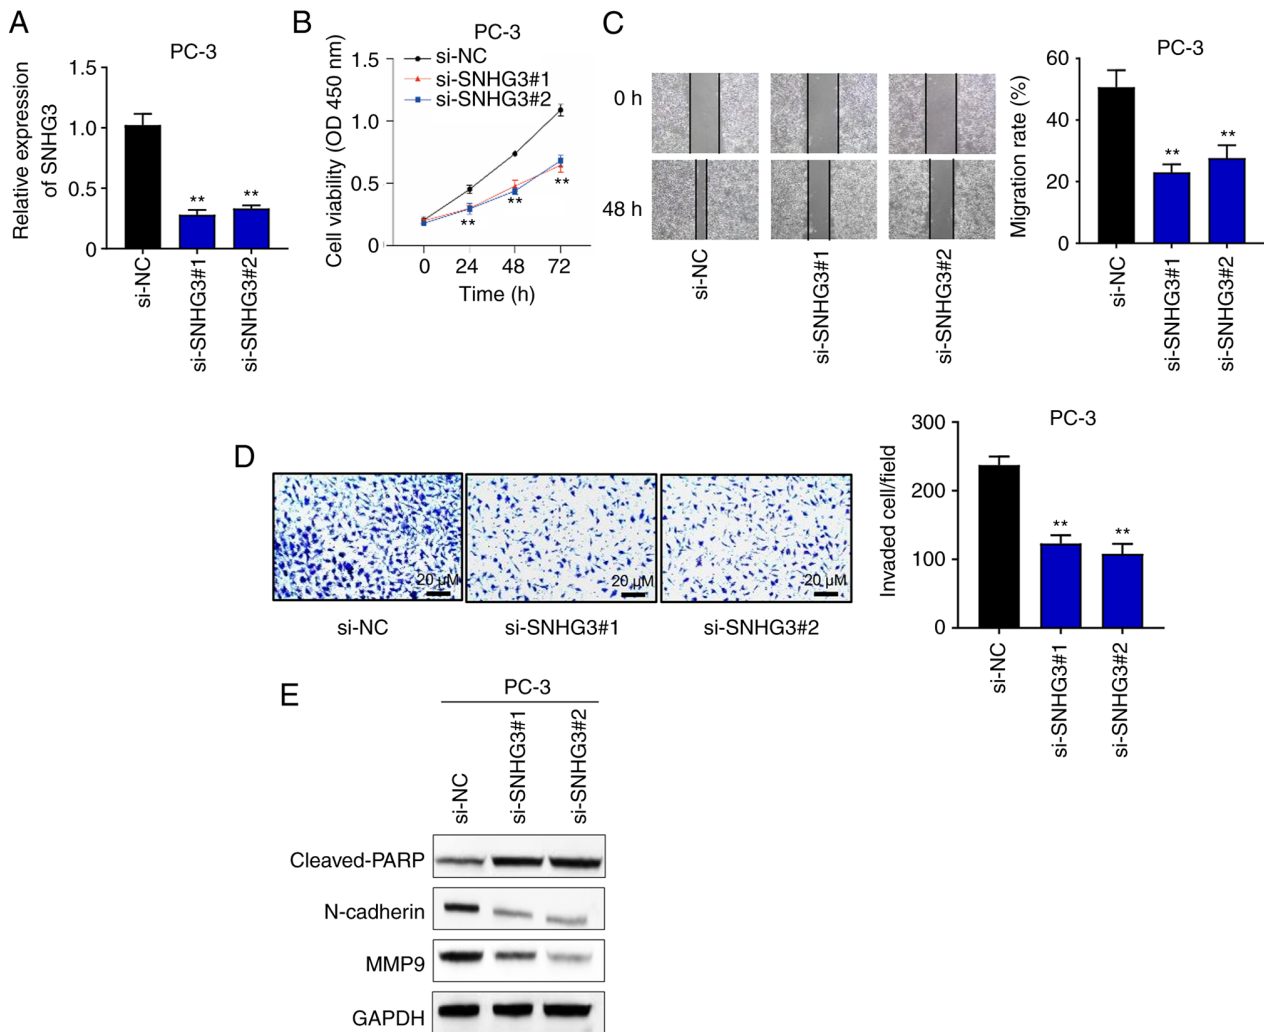 A
PC-3
Relative expression
of SNHG3
1.5
1.0
0.5
0
**
**
si-NC
si-SNHG3#1
si-SNHG3#2
B
PC-3
si-NC
si-SNHG3#1
si-SNHG3#2
Cell viability (OD 450 nm)
1.5
1.0
0.5
0
**
**
**
0 24 48 72
Time (h)
C
0 h
48 h
si-NC
si-SNHG3#1
si-SNHG3#2
PC-3
Migration rate (%)
60
40
20
0
**
**
si-NC
si-SNHG3#1
si-SNHG3#2
D
20 µM
20 µM
20 µM
si-NC
si-SNHG3#1
si-SNHG3#2
PC-3
Invaded cell/field
300
200
100
0
**
**
si-NC
si-SNHG3#1
si-SNHG3#2
E
PC-3
si-NC
si-SNHG3#1
si-SNHG3#2
Cleaved-PARP
N-cadherin
MMP9
GAPDH